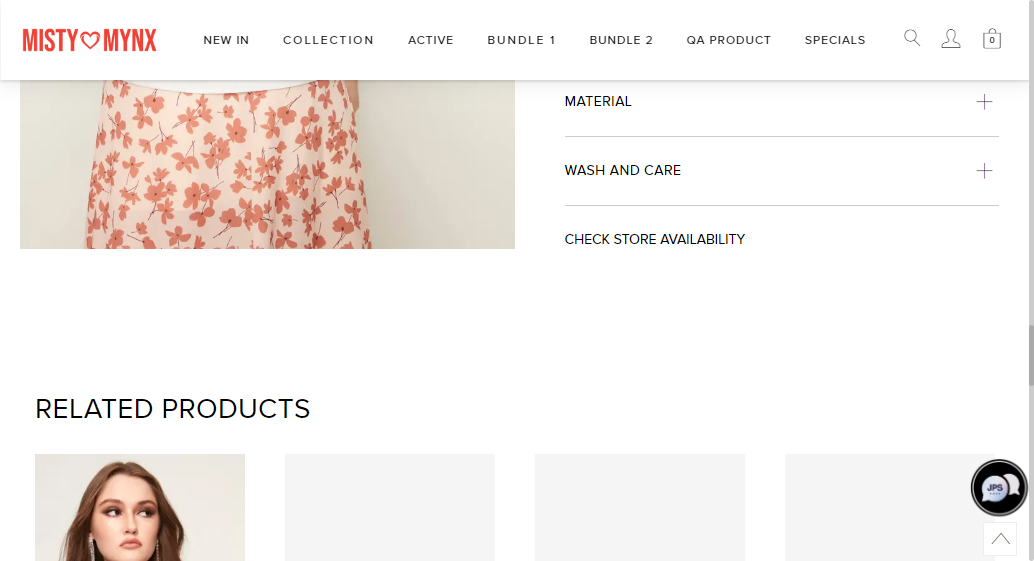 MISTY MYNX
NEW IN
COLLECTION
ACTIVE
BUNDLE 1
BUNDLE 2
QA PRODUCT
SPECIALS
0
MATERIAL
WASH AND CARE
CHECK STORE AVAILABILITY
RELATED PRODUCTS
JPS